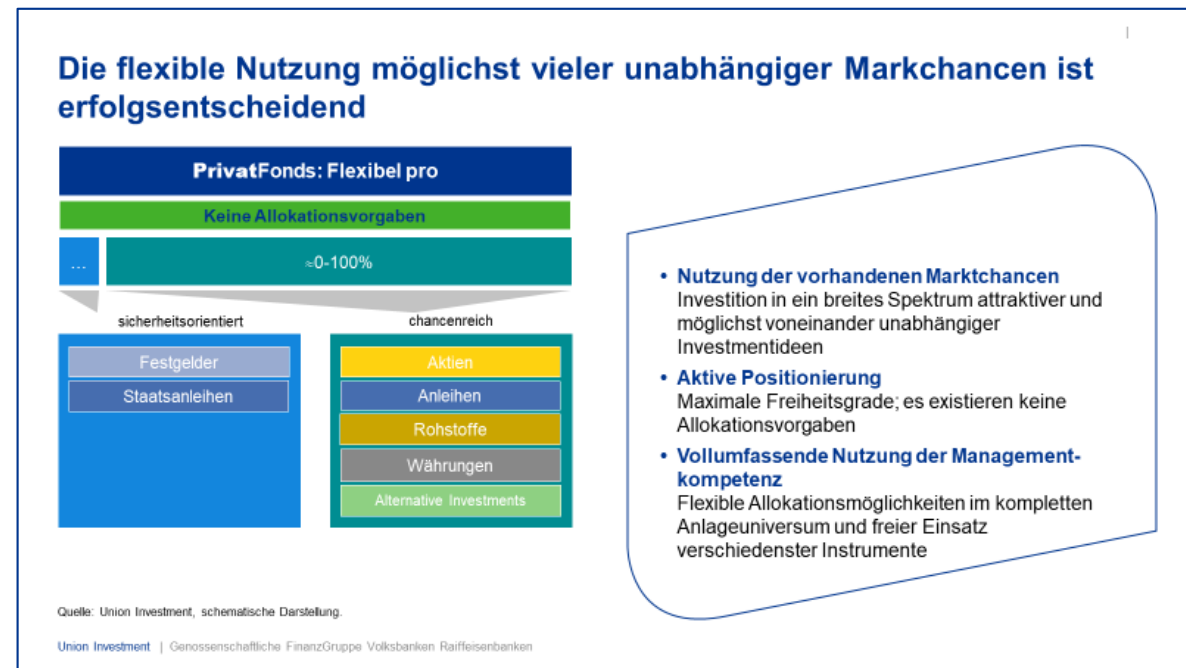 Die flexible Nutzung möglichst vieler unabhängiger Markchancen ist
erfolgsentscheidend
PrivatFonds: Flexibel pro
Keine Allokationsvorgaben
...
≈0-100%
sicherheitsorientiert
chancenreich
Festgelder
Staatsanleihen
Aktien
Anleihen
Rohstoffe
Währungen
Alternative Investments
• Nutzung der vorhandenen Marktchancen
Investition in ein breites Spektrum attraktiver und
möglichst voneinander unabhängiger
Investmentideen
• Aktive Positionierung
Maximale Freiheitsgrade; es existieren keine
Allokationsvorgaben
• Vollumfassende Nutzung der Management-
kompetenz
Flexible Allokationsmöglichkeiten im kompletten
Anlageuniversum und freier Einsatz
verschiedenster Instrumente
Quelle: Union Investment, schematische Darstellung.
Union Investment | Genossenschaftliche FinanzGruppe Volksbanken Raiffeisenbanken